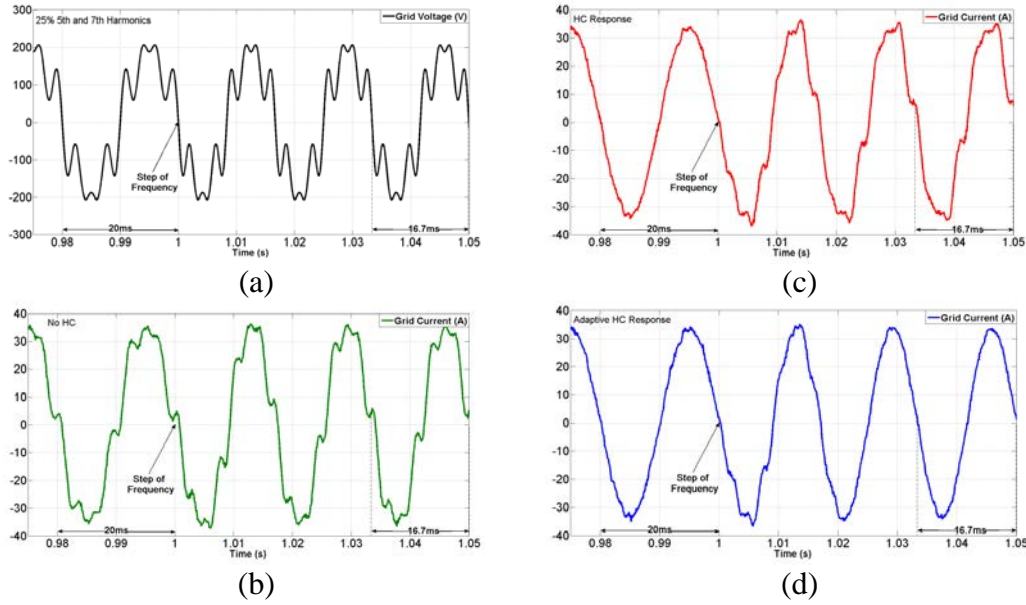 25% 5th and 7th Harmonics
Grid Voltage (V)
300
200
100
0
-100
-200
-300
Step of
Frequency
20ms
16.7ms
0.98 0.99 1 1.01 1.02 1.03 1.04 1.05
Time (s)
(a)
HC Response
Grid Current (A)
40
30
20
10
0
-10
-20
-30
-40
Step of
Frequency
20ms
16.7ms
0.98 0.99 1 1.01 1.02 1.03 1.04 1.05
Time (s)
(c)
No HC
Grid Current (A)
40
30
20
10
0
-10
-20
-30
-40
Step of
Frequency
20ms
16.7ms
0.98 0.99 1 1.01 1.02 1.03 1.04 1.05
Time (s)
(b)
Adaptive HC Response
Grid Current (A)
40
30
20
10
0
-10
-20
-30
-40
Step of
Frequency
20ms
16.7ms
0.98 0.99 1 1.01 1.02 1.03 1.04 1.05
Time (s)
(d)